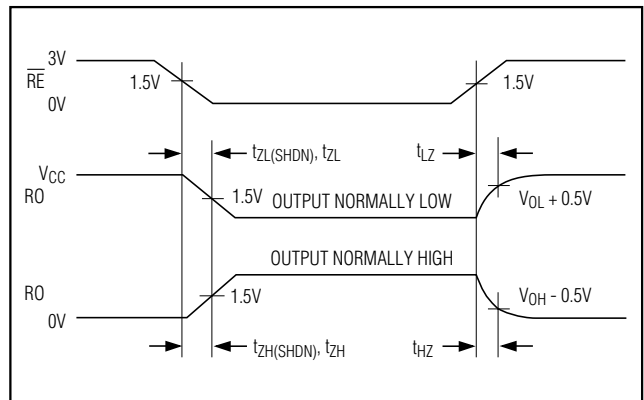 3V
RE
0V
1.5V
1.5V
tZL(SHDN), tZL
tLZ
VCC
RO
1.5V
OUTPUT NORMALLY LOW
VOL + 0.5V
OUTPUT NORMALLY HIGH
RO
0V
1.5V
VOH - 0.5V
tZH(SHDN), tZH
tHZ